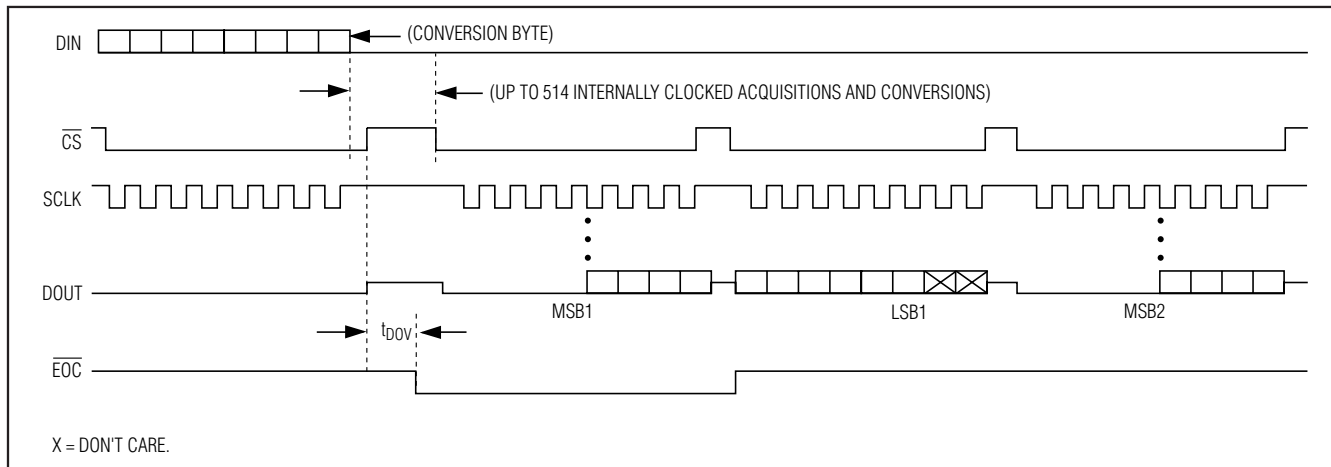 DIN
(CONVERSION BYTE)
(UP TO 514 INTERNALLY CLOCKED ACQUISITIONS AND CONVERSIONS)
CS
SCLK
DOUT
MSB1
LSB1
MSB2
tDOV
EOC
X = DON'T CARE.